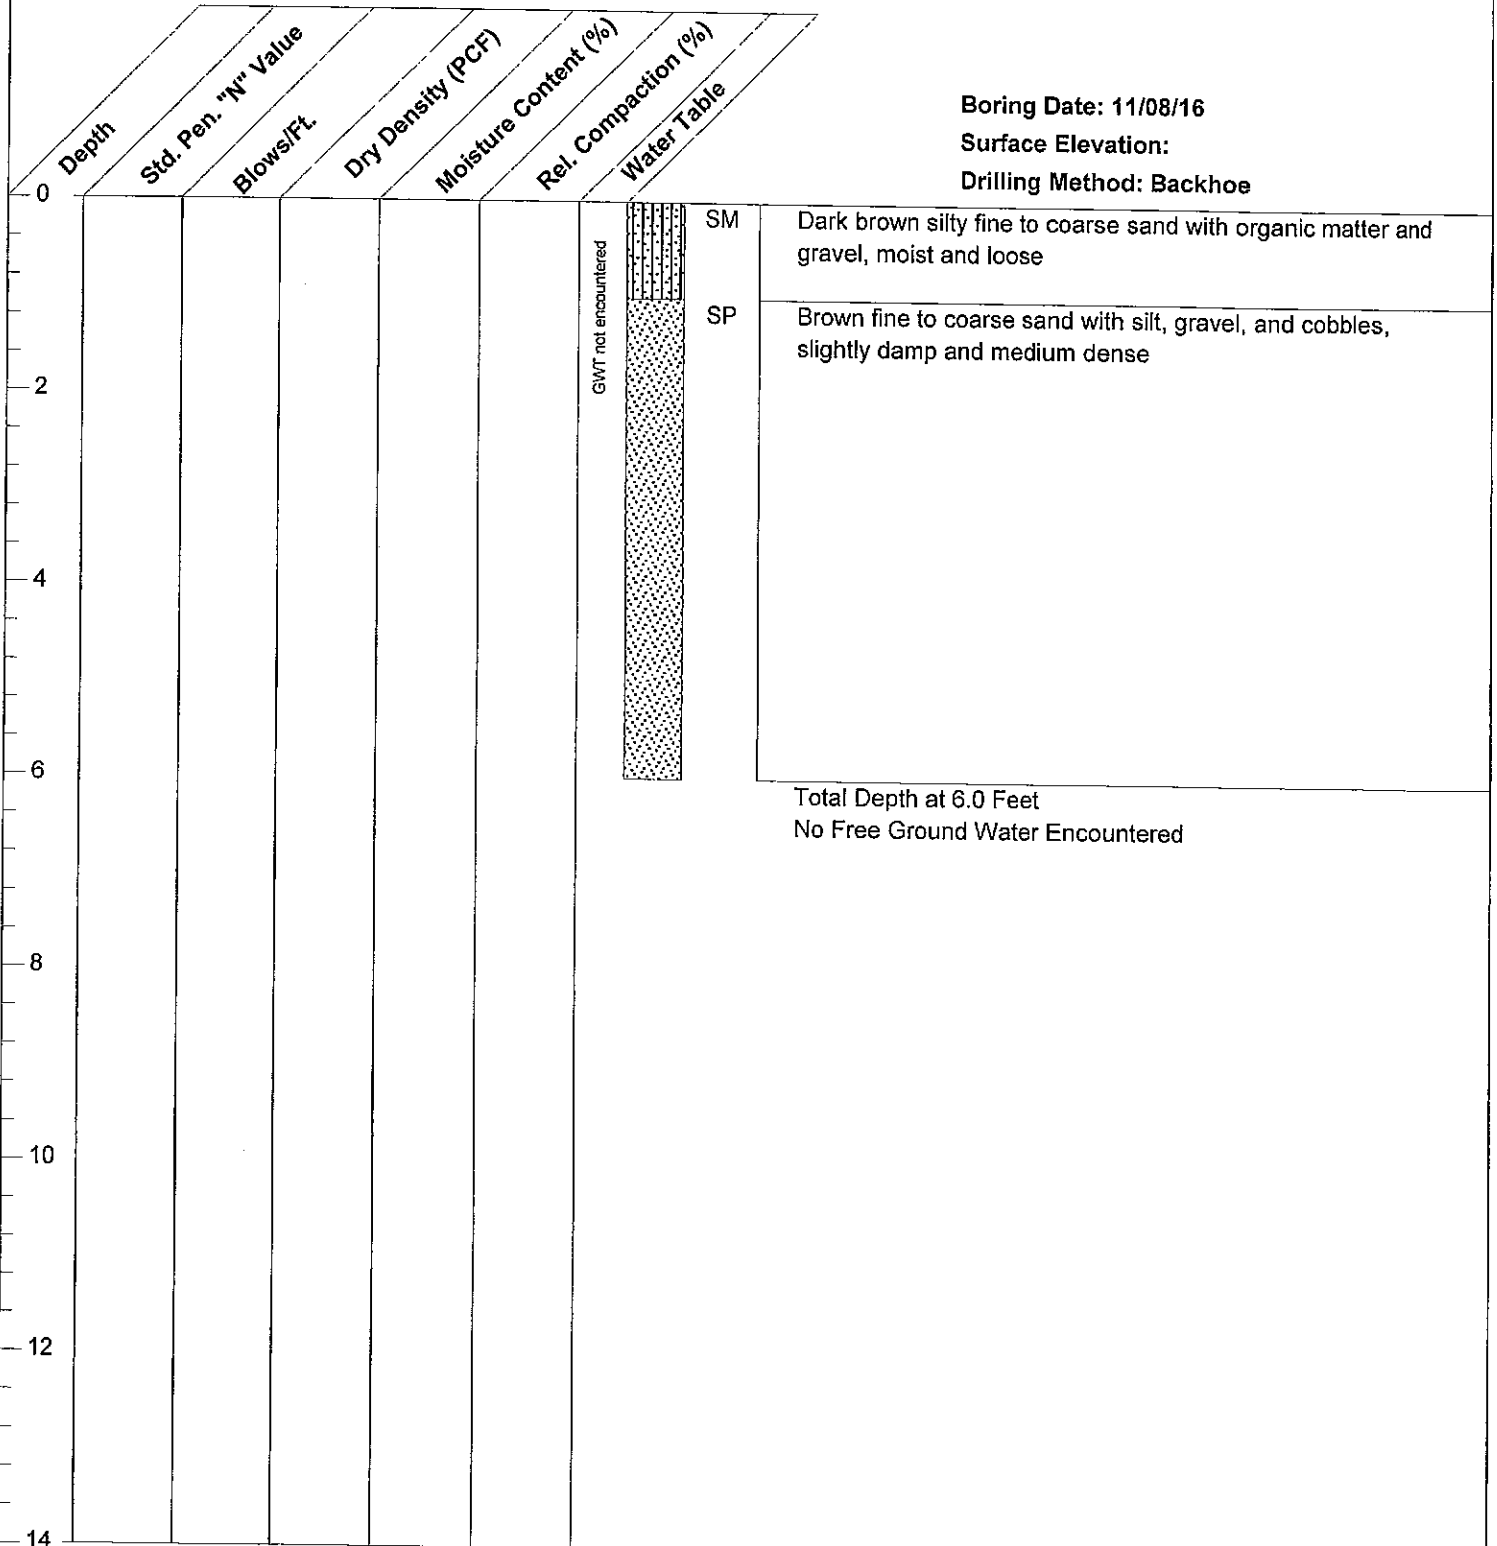 Depth
Std. Pen. "N" Value
Blows/Ft.
Dry Density (PCF)
Moisture Content (%)
Rel. Compaction (%)
Water Table
Boring Date: 11/08/16
Surface Elevation:
Drilling Method: Backhoe
0
2
4
6
8
10
12
14
GWT not encountered
SM
Dark brown silty fine to coarse sand with organic matter and
gravel, moist and loose
SP
Brown fine to coarse sand with silt, gravel, and cobbles,
slightly damp and medium dense
Total Depth at 6.0 Feet
No Free Ground Water Encountered